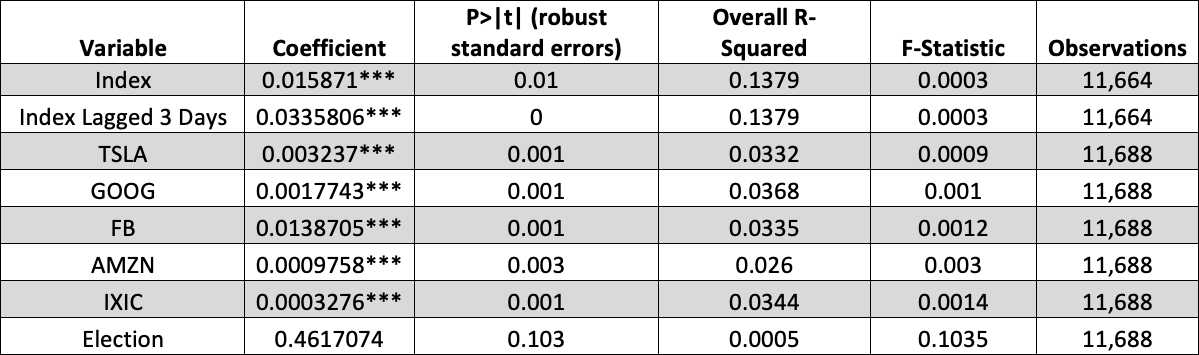 Variable Coefficient P>|t| (robust standard errors) Overall R-Squared F-Statistic Observations
Index 0.015871*** 0.01 0.1379 0.0003 11,664
Index Lagged 3 Days 0.0335806*** 0 0.1379 0.0003 11,664
TSLA 0.003237*** 0.001 0.0332 0.0009 11,688
GOOG 0.0017743*** 0.001 0.0368 0.001 11,688
FB 0.0138705*** 0.001 0.0335 0.0012 11,688
AMZN 0.0009758*** 0.003 0.026 0.003 11,688
IXIC 0.0003276*** 0.001 0.0344 0.0014 11,688
Election 0.4617074 0.103 0.0005 0.1035 11,688